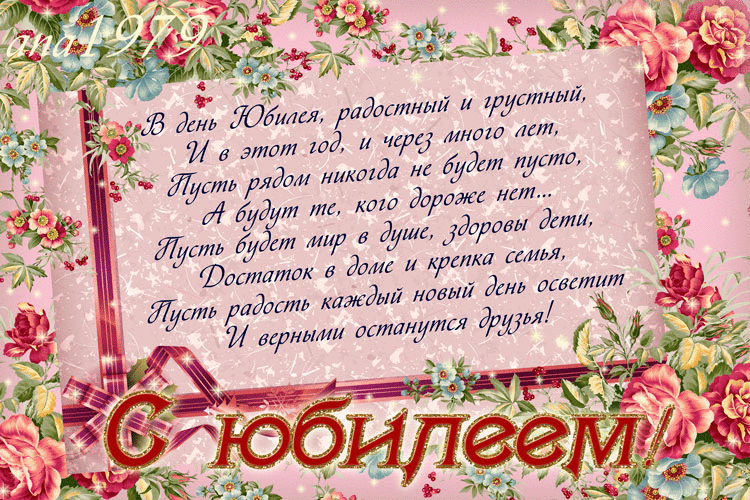 ona1979
В день Юбилея, радостный и грустный,
И в этот год, и через много лет,
Пусть рядом никогда не будет пусто,
А будут те, кого дороже нет...
Пусть будет мир в душе, здоровы дети,
Достаток в доме и крепка семья,
Пусть радость каждый новый день осветит
И верными останутся друзья!
С юбилеем!